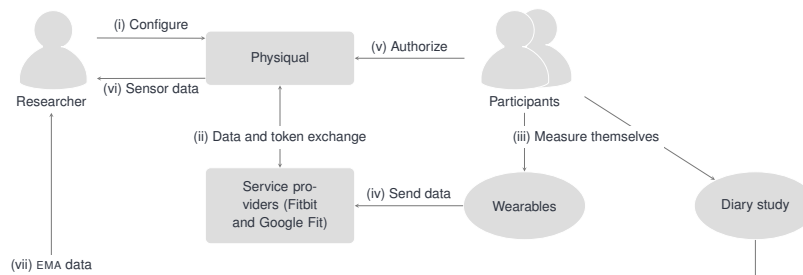 (i) Configure
(v) Authorize
Physiqual
(vi) Sensor data
Researcher
Participants
(ii) Data and token exchange
(iii) Measure themselves
Service pro-
viders (Fitbit
and Google Fit)
(iv) Send data
Wearables
Diary study
(vii) EMA data